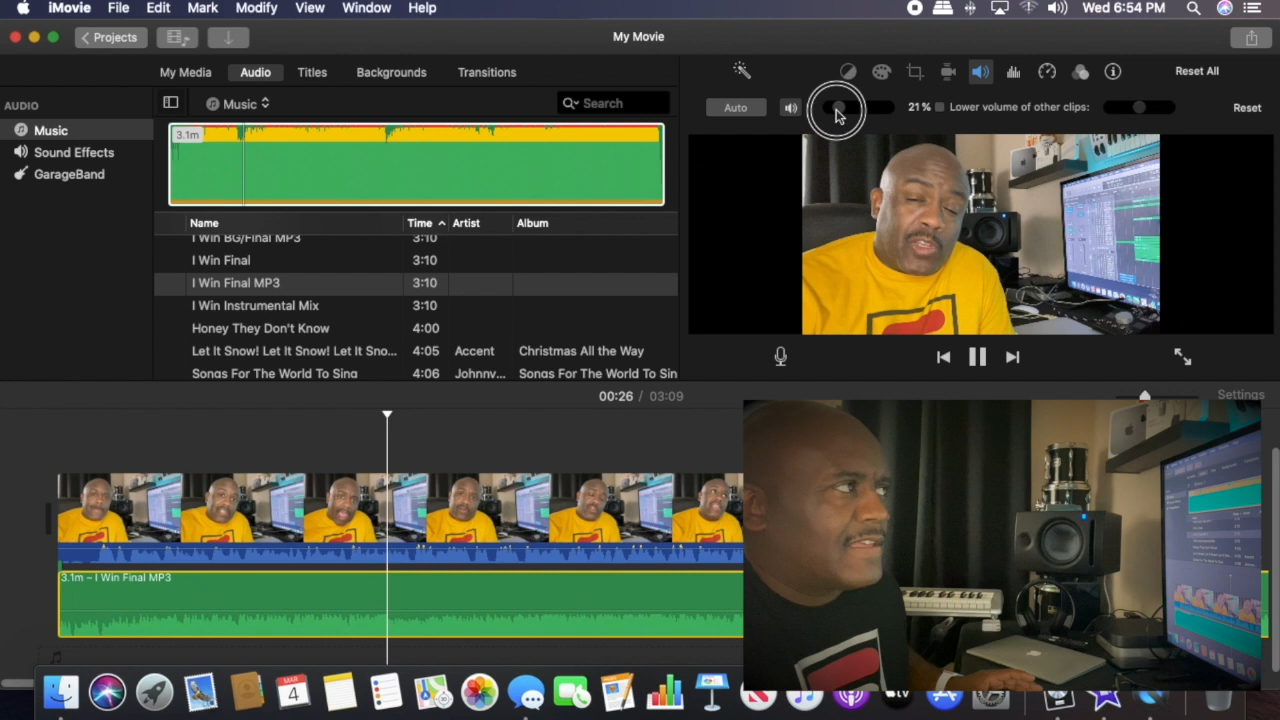 iMovie File Edit Mark Modify View Window Help Wed 6:54 PM
Projects My Movie
My Media Audio Titles Backgrounds Transitions Reset All
AUDIO Music Search Auto 21 % Lower volume of other clips: Reset
Music
Sound Effects
GarageBand
3.1m
Name Time Artist Album
I Win BG/Final MP3 3:10
I Win Final 3:10
I Win Final MP3 3:10
I Win Instrumental Mix 3:10
Honey They Don't Know 4:00
Let It Snow! Let It Sno... 4:05 Accent Christmas All the Way
Songs For The World To Sing 4:06 Johnny... Songs For The World To Sin
00:26 / 03:09 Settings
3.1m – I Win Final MP3
MAR
4